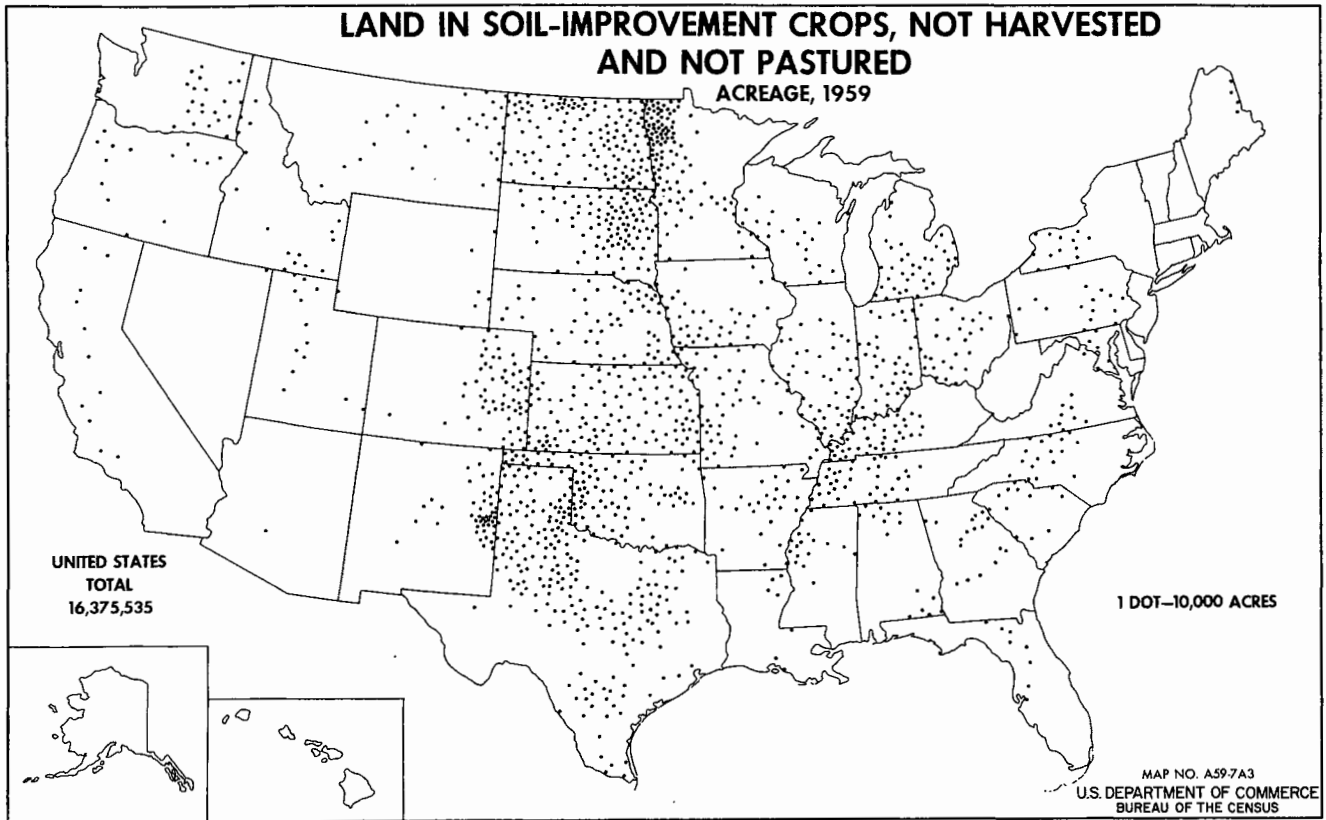 LAND IN SOIL-IMPROVEMENT CROPS, NOT HARVESTED
AND NOT PASTURED
ACREAGE, 1959
UNITED STATES
TOTAL
16,375,535
1 DOT—10,000 ACRES
MAP NO. A59-7A3
U.S. DEPARTMENT OF COMMERCE
BUREAU OF THE CENSUS